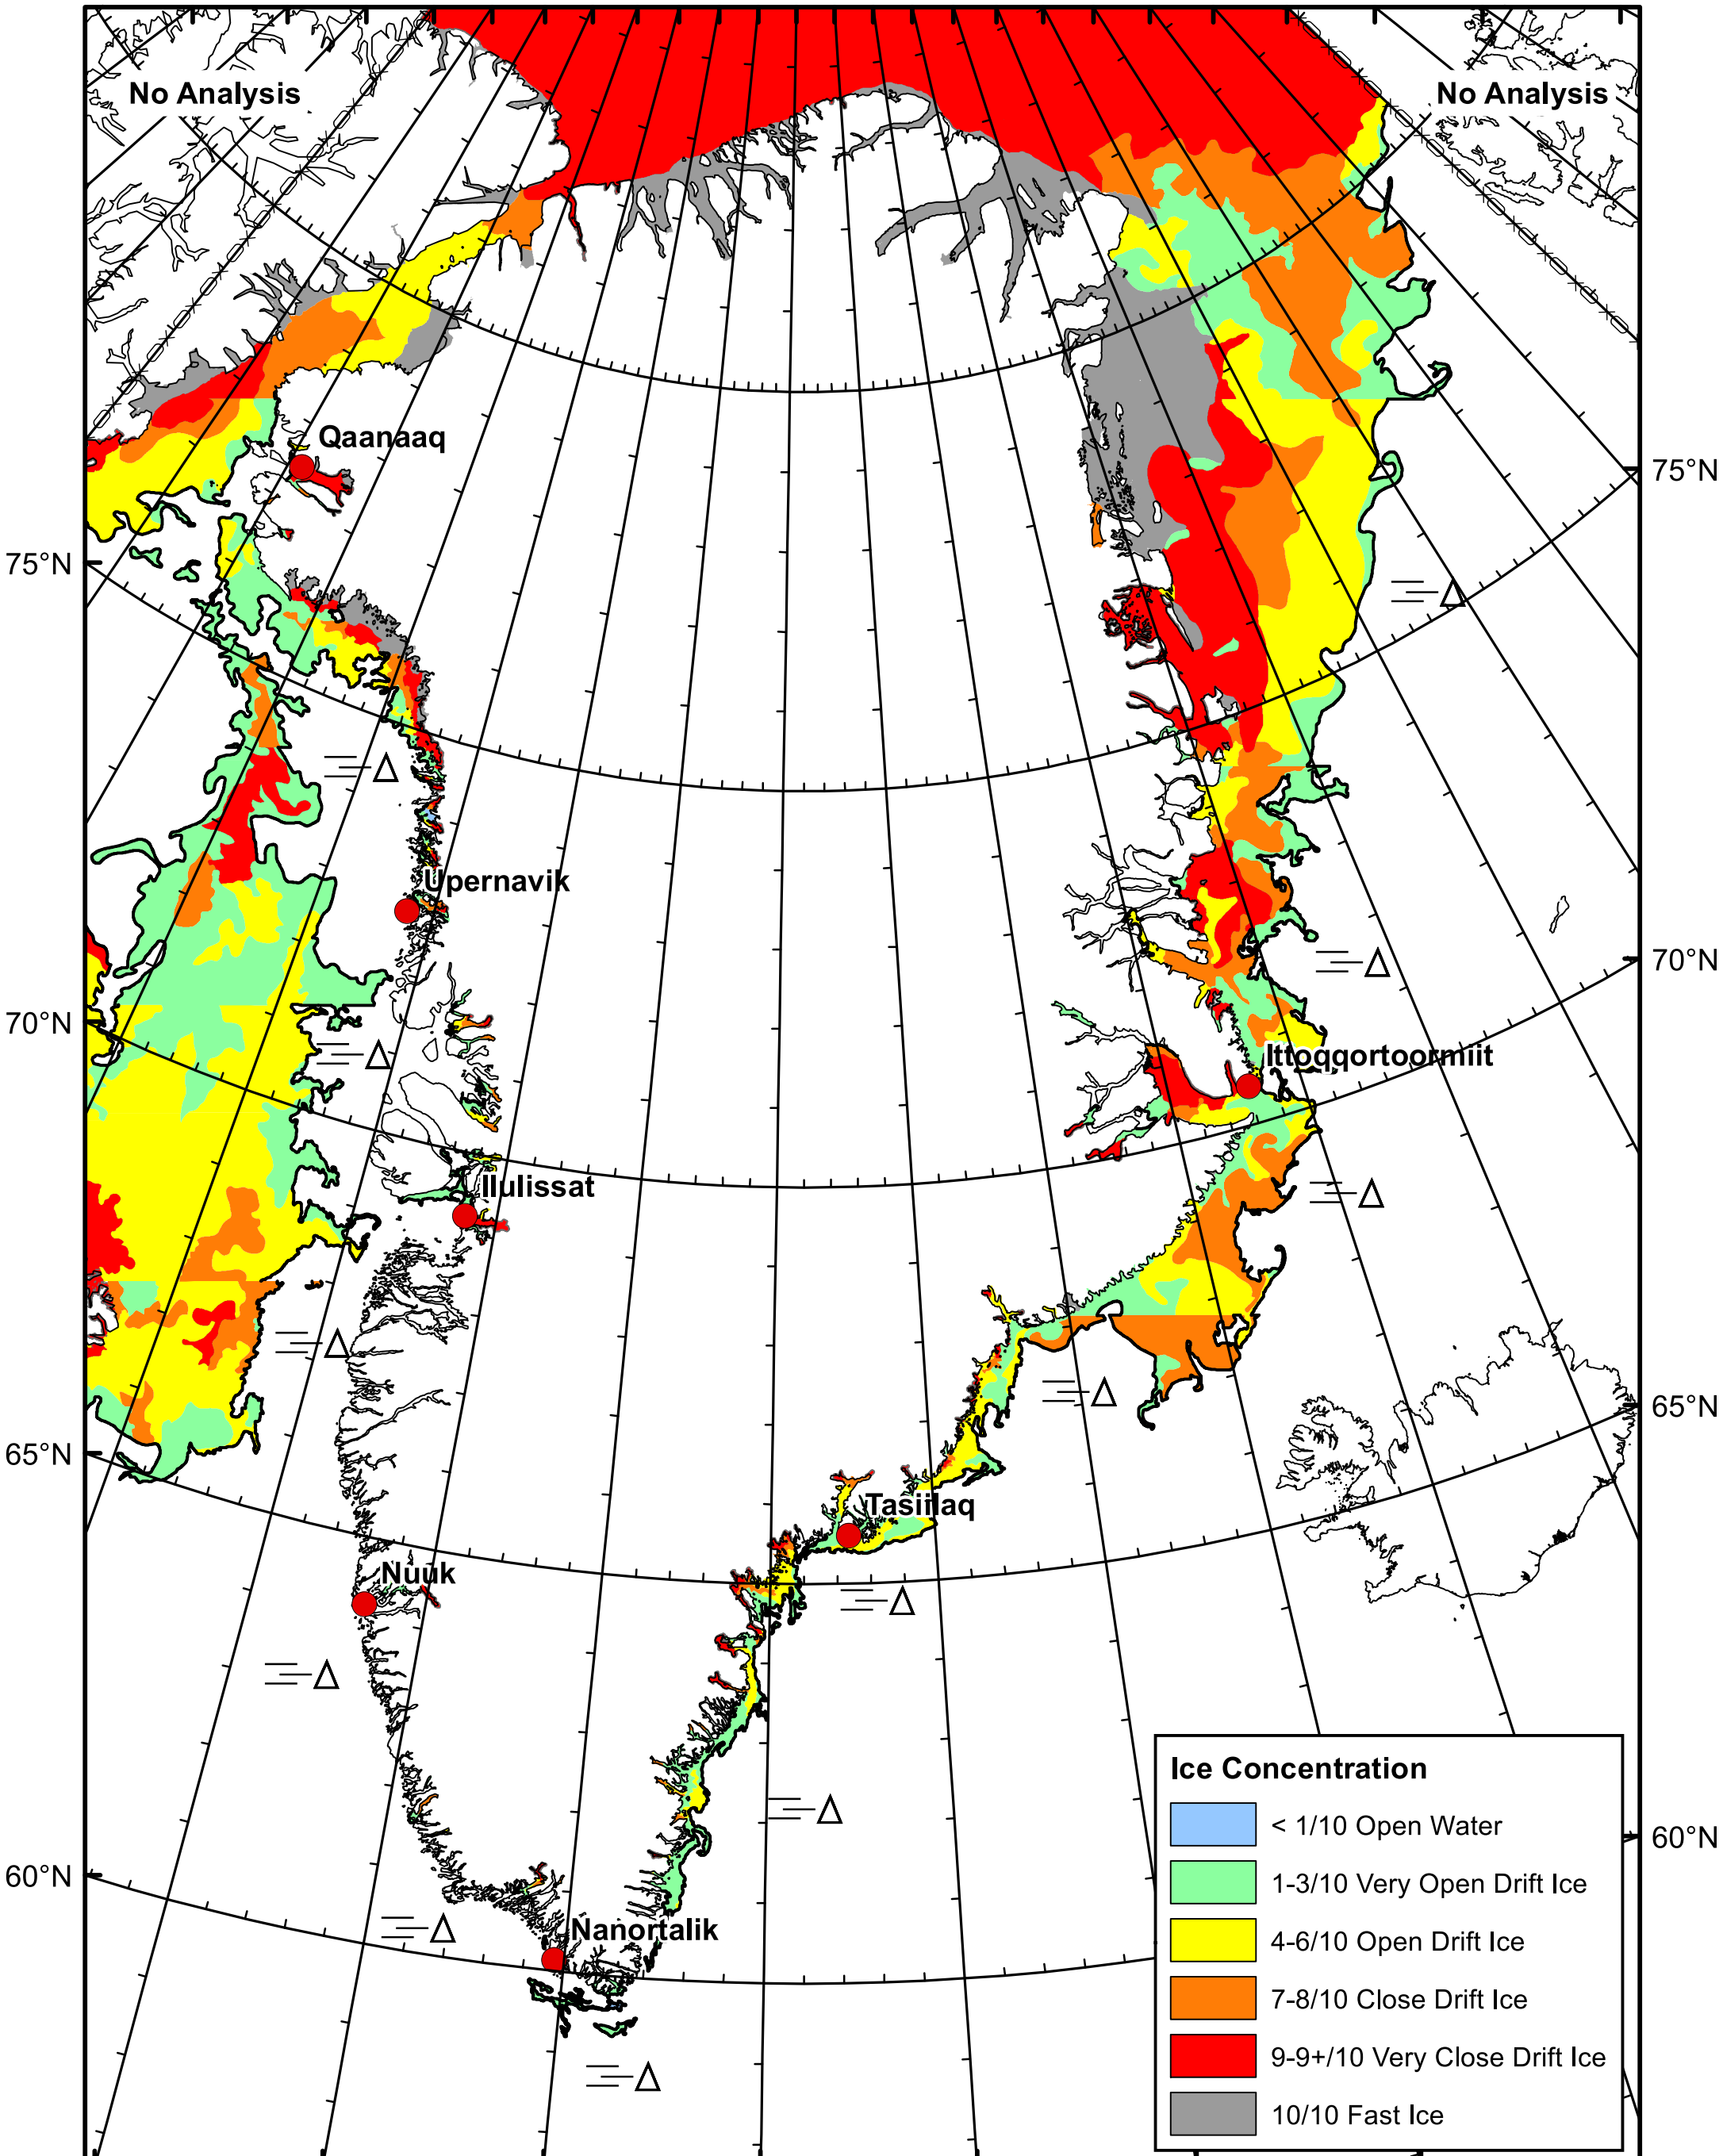 No Analysis
No Analysis
Qaanaaq
75°N
75°N
Upernavik
70°N
70°N
Ittoqqortoormiit
Ilulissat
65°N
65°N
Tasiilaq
Nuuk
60°N
60°N
Nanortalik
Ice Concentration
< 1/10 Open Water
1-3/10 Very Open Drift Ice
4-6/10 Open Drift Ice
7-8/10 Close Drift Ice
9-9+/10 Very Close Drift Ice
10/10 Fast Ice